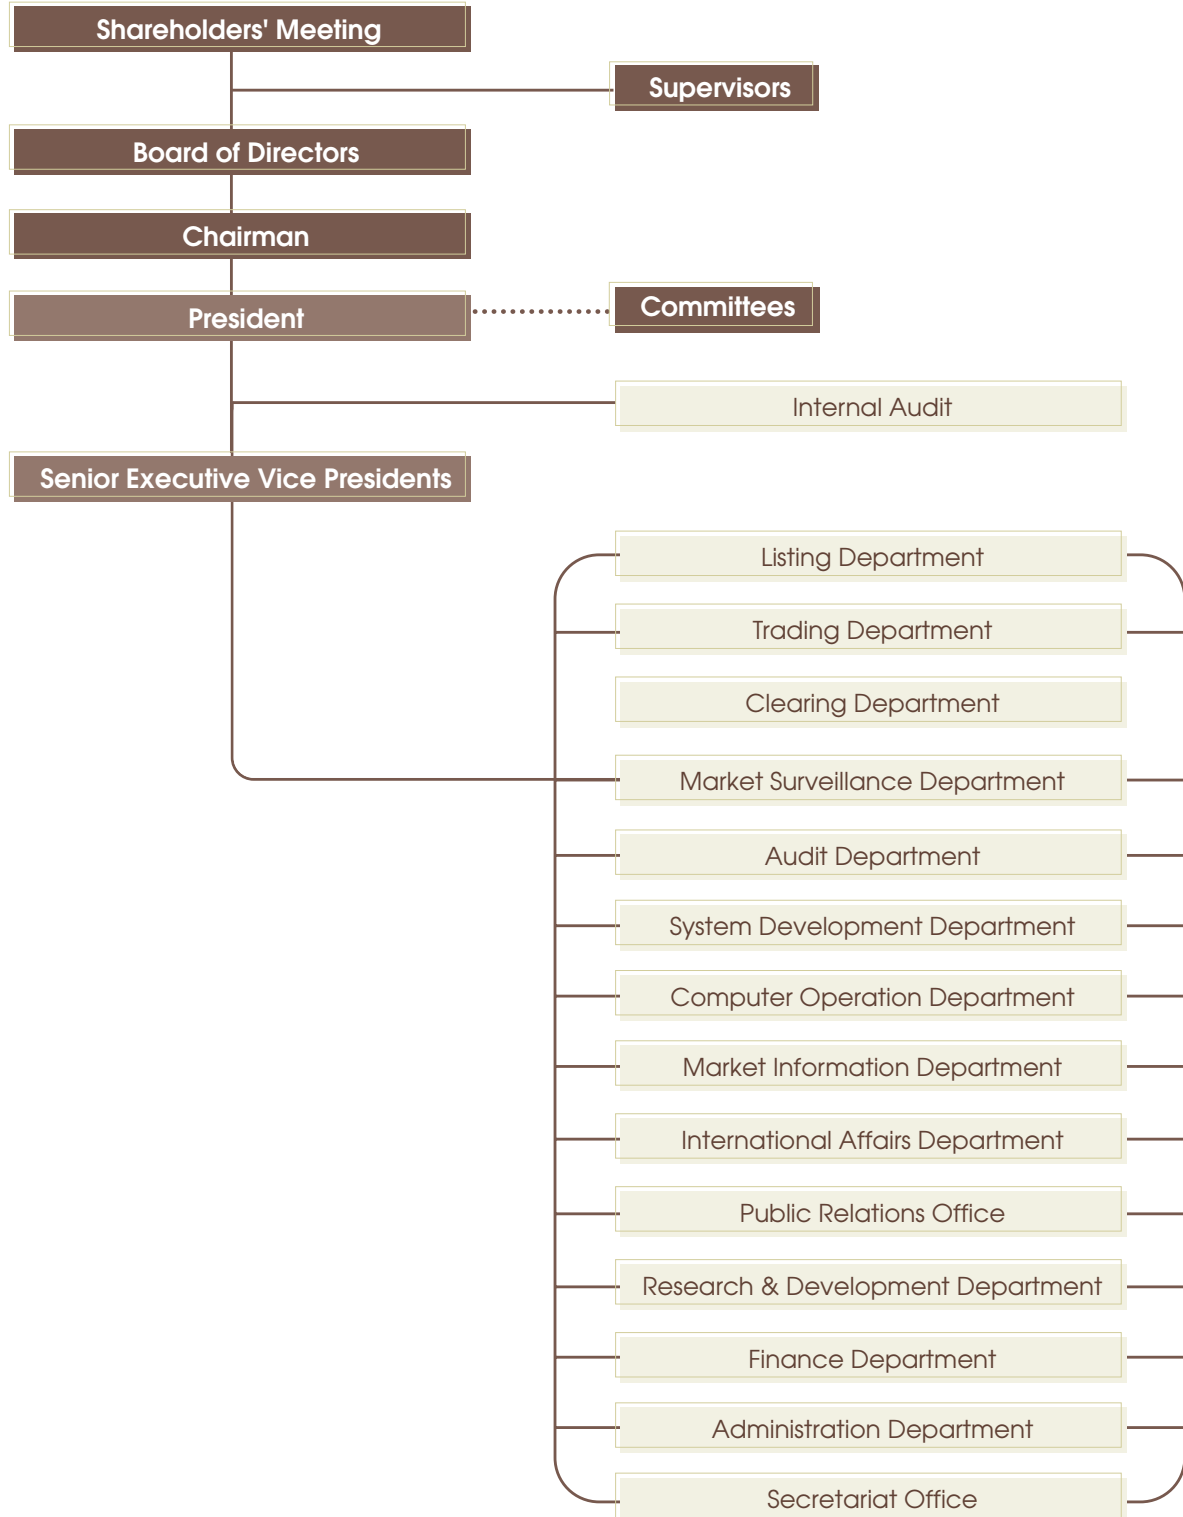 Shareholders' Meeting
Supervisors
Board of Directors
Chairman
President
Committees
Internal Audit
Senior Executive Vice Presidents
Listing Department
Trading Department
Clearing Department
Market Surveillance Department
Audit Department
System Development Department
Computer Operation Department
Market Information Department
International Affairs Department
Public Relations Office
Research & Development Department
Finance Department
Administration Department
Secretariat Office